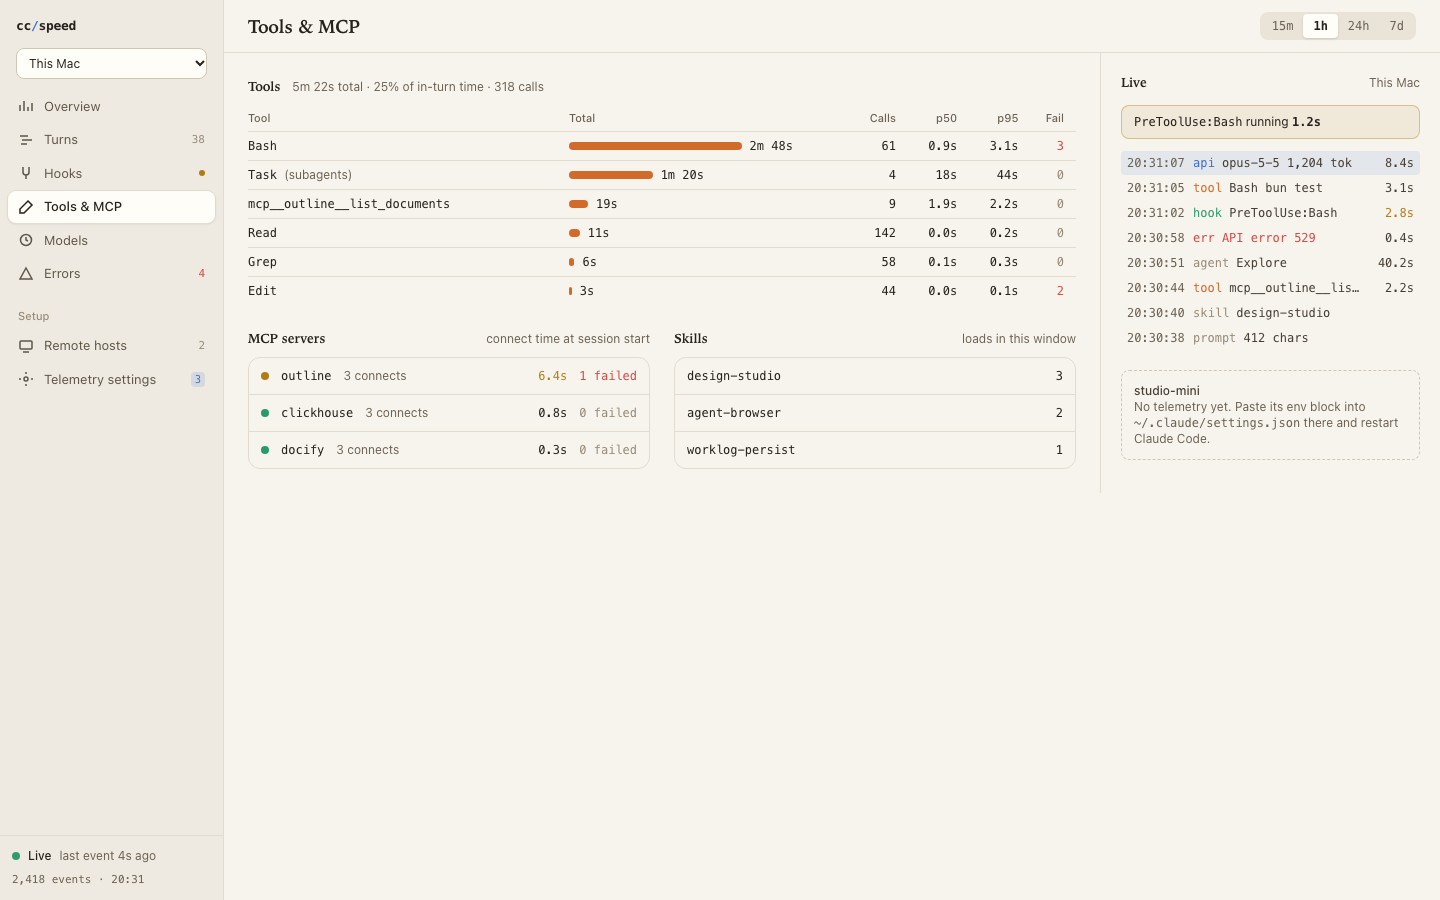 cc/speed
This Mac
Overview
Turns 38
Hooks
Tools & MCP
Models
Errors 4
Setup
Remote hosts 2
Telemetry settings 3
Live last event 4s ago
2,418 events · 20:31
Tools & MCP
15m 1h 24h 7d
Tools 5m 22s total · 25% of in-turn time · 318 calls
Tool Total Calls p50 p95 Fail
Bash 2m 48s 61 0.9s 3.1s 3
Task (subagents) 1m 20s 4 18s 44s 0
mcp__outline__list_documents 19s 9 1.9s 2.2s 0
Read 11s 142 0.0s 0.2s 0
Grep 6s 58 0.1s 0.3s 0
Edit 3s 44 0.0s 0.1s 2
MCP servers connect time at session start
outline 3 connects 6.4s 1 failed
clickhouse 3 connects 0.8s 0 failed
docify 3 connects 0.3s 0 failed
Skills loads in this window
design-studio 3
agent-browser 2
worklog-persist 1
Live This Mac
PreToolUse:Bash running 1.2s
20:31:07 api opus-5-5 1,204 tok 8.4s
20:31:05 tool Bash bun test 3.1s
20:31:02 hook PreToolUse:Bash 2.8s
20:30:58 err API error 529 0.4s
20:30:51 agent Explore 40.2s
20:30:44 tool mcp__outline__lis… 2.2s
20:30:40 skill design-studio
20:30:38 prompt 412 chars
studio-mini
No telemetry yet. Paste its env block into
~/.claude/settings.json there and restart
Claude Code.